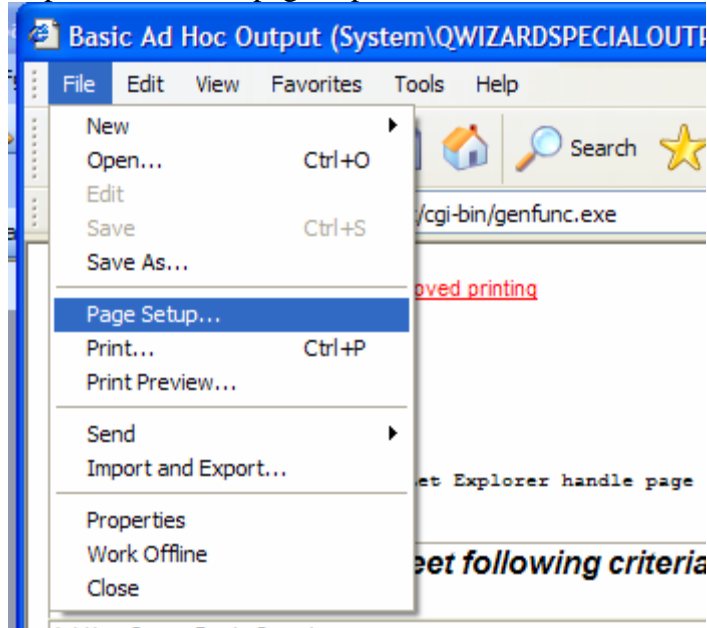 Basic Ad Hoc Output (System\QWIZARDSPECIALOUTP
File Edit View Favorites Tools Help
New
Open... Ctrl+O
Search
Edit
/cgi-bin/genfunc.exe
Save Ctrl+S
Save As...
oved printing
Page Setup...
Print... Ctrl+P
Print Preview...
Send
Import and Export...
et Explorer handle page
Properties
Work Offline
eet following criteria
Close